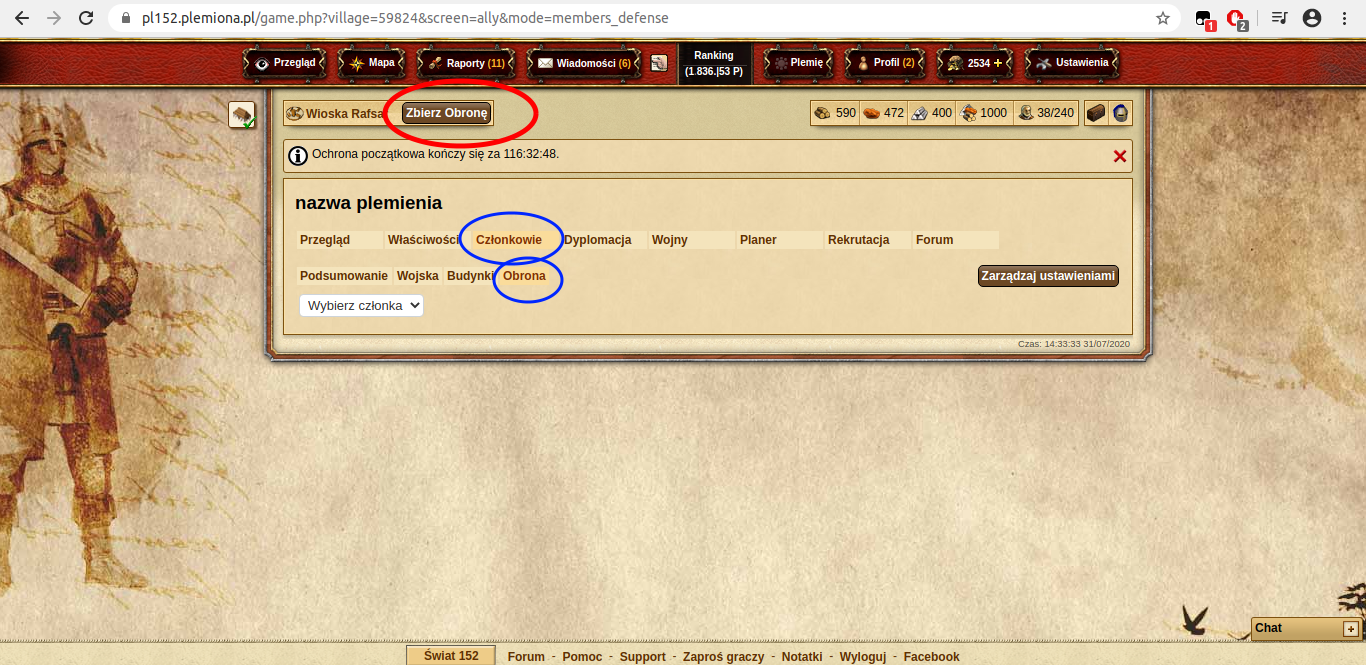 pl152.plemiona.pl/game.php?village=59824&screen=ally&mode=members_defense
1 2
Przegląd Mapa Raporty (11) Wiadomości (6) Ranking Plemię Profil (2) 2534 + Ustawienia
(1.836.|53 P)
Wioska Rafsa Zbierz Obronę 590 472 400 1000 38/240
Ochrona początkowa kończy się za 116:32:48.
nazwa plemienia
Przegląd Właściwości Członkowie Dyplomacja Wojny Planer Rekrutacja Forum
Podsumowanie Wojska Budynki Obrona Zarządzaj ustawieniami
Wybierz członka
Czas: 14:33:33 31/07/2020
Chat +
Świat 152 Forum - Pomoc - Support - Zaproś graczy - Notatki - Wyloguj - Facebook